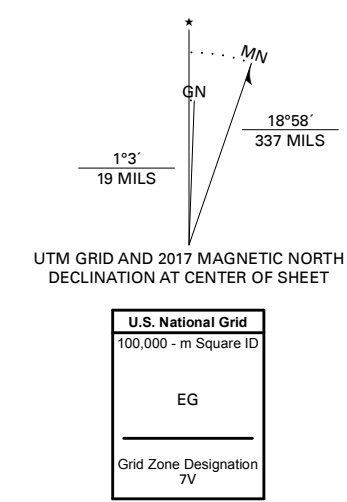 MN
GN
18°58´
337 MILS
1°3´
19 MILS
UTM GRID AND 2017 MAGNETIC NORTH
DECLINATION AT CENTER OF SHEET
U.S. National Grid
100,000 - m Square ID
EG
Grid Zone Designation
7V